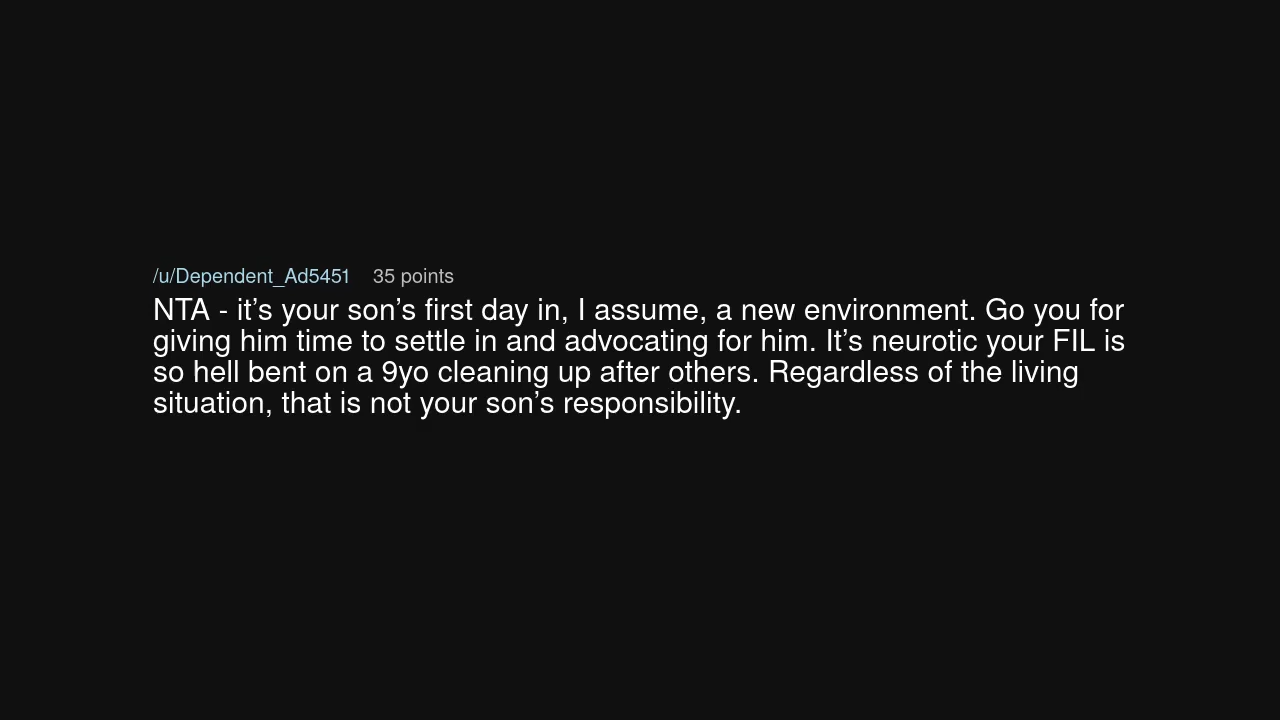 /u/Dependent_Ad5451 35 points
NTA - it’s your son’s first day in, I assume, a new environment. Go you for
giving him time to settle in and advocating for him. It’s neurotic your FIL is
so hell bent on a 9yo cleaning up after others. Regardless of the living
situation, that is not your son’s responsibility.